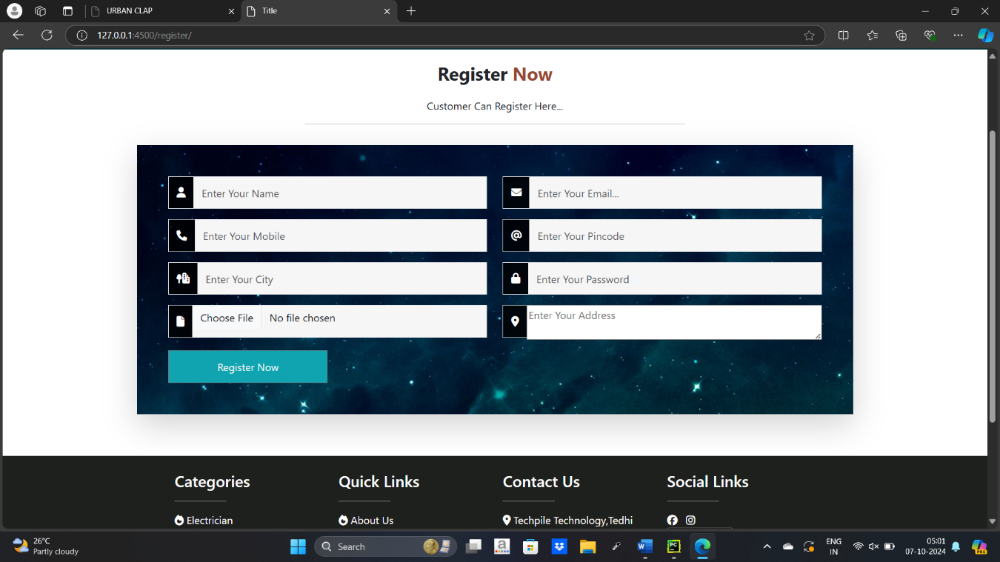 URBAN CLAP
Title
127.0.0.1:4500/register/
Register Now
Customer Can Register Here...
Enter Your Name
Enter Your Email...
Enter Your Mobile
@ Enter Your Pincode
Enter Your City
Enter Your Password
Choose File No file chosen
Enter Your Address
Register Now
Categories
Quick Links
Contact Us
Social Links
Electrician
About Us
Techpile Technology,Tedhi
26°C
Partly cloudy
Search
a
W
PC
ENG
IN
05:01
07-10-2024
PRE